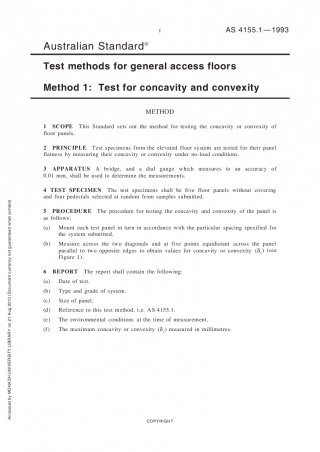 1
AS 4155.1—1993
Australian Standard®
Test methods for general access floors
Method 1: Test for concavity and convexity
METHOD
1 SCOPE This Standard sets out the method for testing the concavity or convexity of
floor panels.
2 PRINCIPLE Test specimens from the elevated floor system are tested for their panel
flatness by measuring their concavity or convexity under no-load conditions.
3 APPARATUS A bridge, and a dial gauge which measures to an accuracy of
0.01 mm, shall be used to determine the measurements.
4 TEST SPECIMEN The test specimens shall be five floor panels without covering
and four pedestals selected at random from samples submitted.
5 PROCEDURE The procedure for testing the concavity and convexity of the panel is
as follows:
(a) Mount each test panel in turn in accordance with the particular spacing specified for
the system submitted.
(b) Measure across the two diagonals and at five points equidistant across the panel
parallel to two opposite edges to obtain values for concavity or convexity (δc) (see
Figure 1).
6 REPORT The report shall contain the following:
(a) Date of test.
(b) Type and grade of system.
(c) Size of panel.
(d) Reference to this test method, i.e. AS 4155.1.
(e) The environmental conditions at the time of measurement.
(f) The maximum concavity or convexity (δc) measured in millimetres.
Accessed by MONASH UNIVERSITY LIBRARY on 21 Aug 2013 (Document currency not guaranteed when printed)
COPYRIGHT